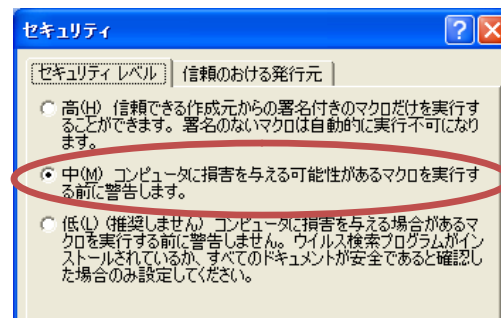 セキュリティ
セキュリティ レベル 信頼のおける発行元
高(H) 信頼できる作成元からの署名付きのマクロだけを実行す
ることができます。署名のないマクロは自動的に実行不可になり
ます。
中(M) コンピュータに損害を与える可能性があるマクロを実行す
る前に警告します。
低(L) (推奨しません) コンピュータに損害を与える場合があるマ
クロを実行する前に警告しません。ウイルス検索プログラムがイン
ストールされているか、すべてのドキュメントが安全であると確認し
た場合のみ設定してください。